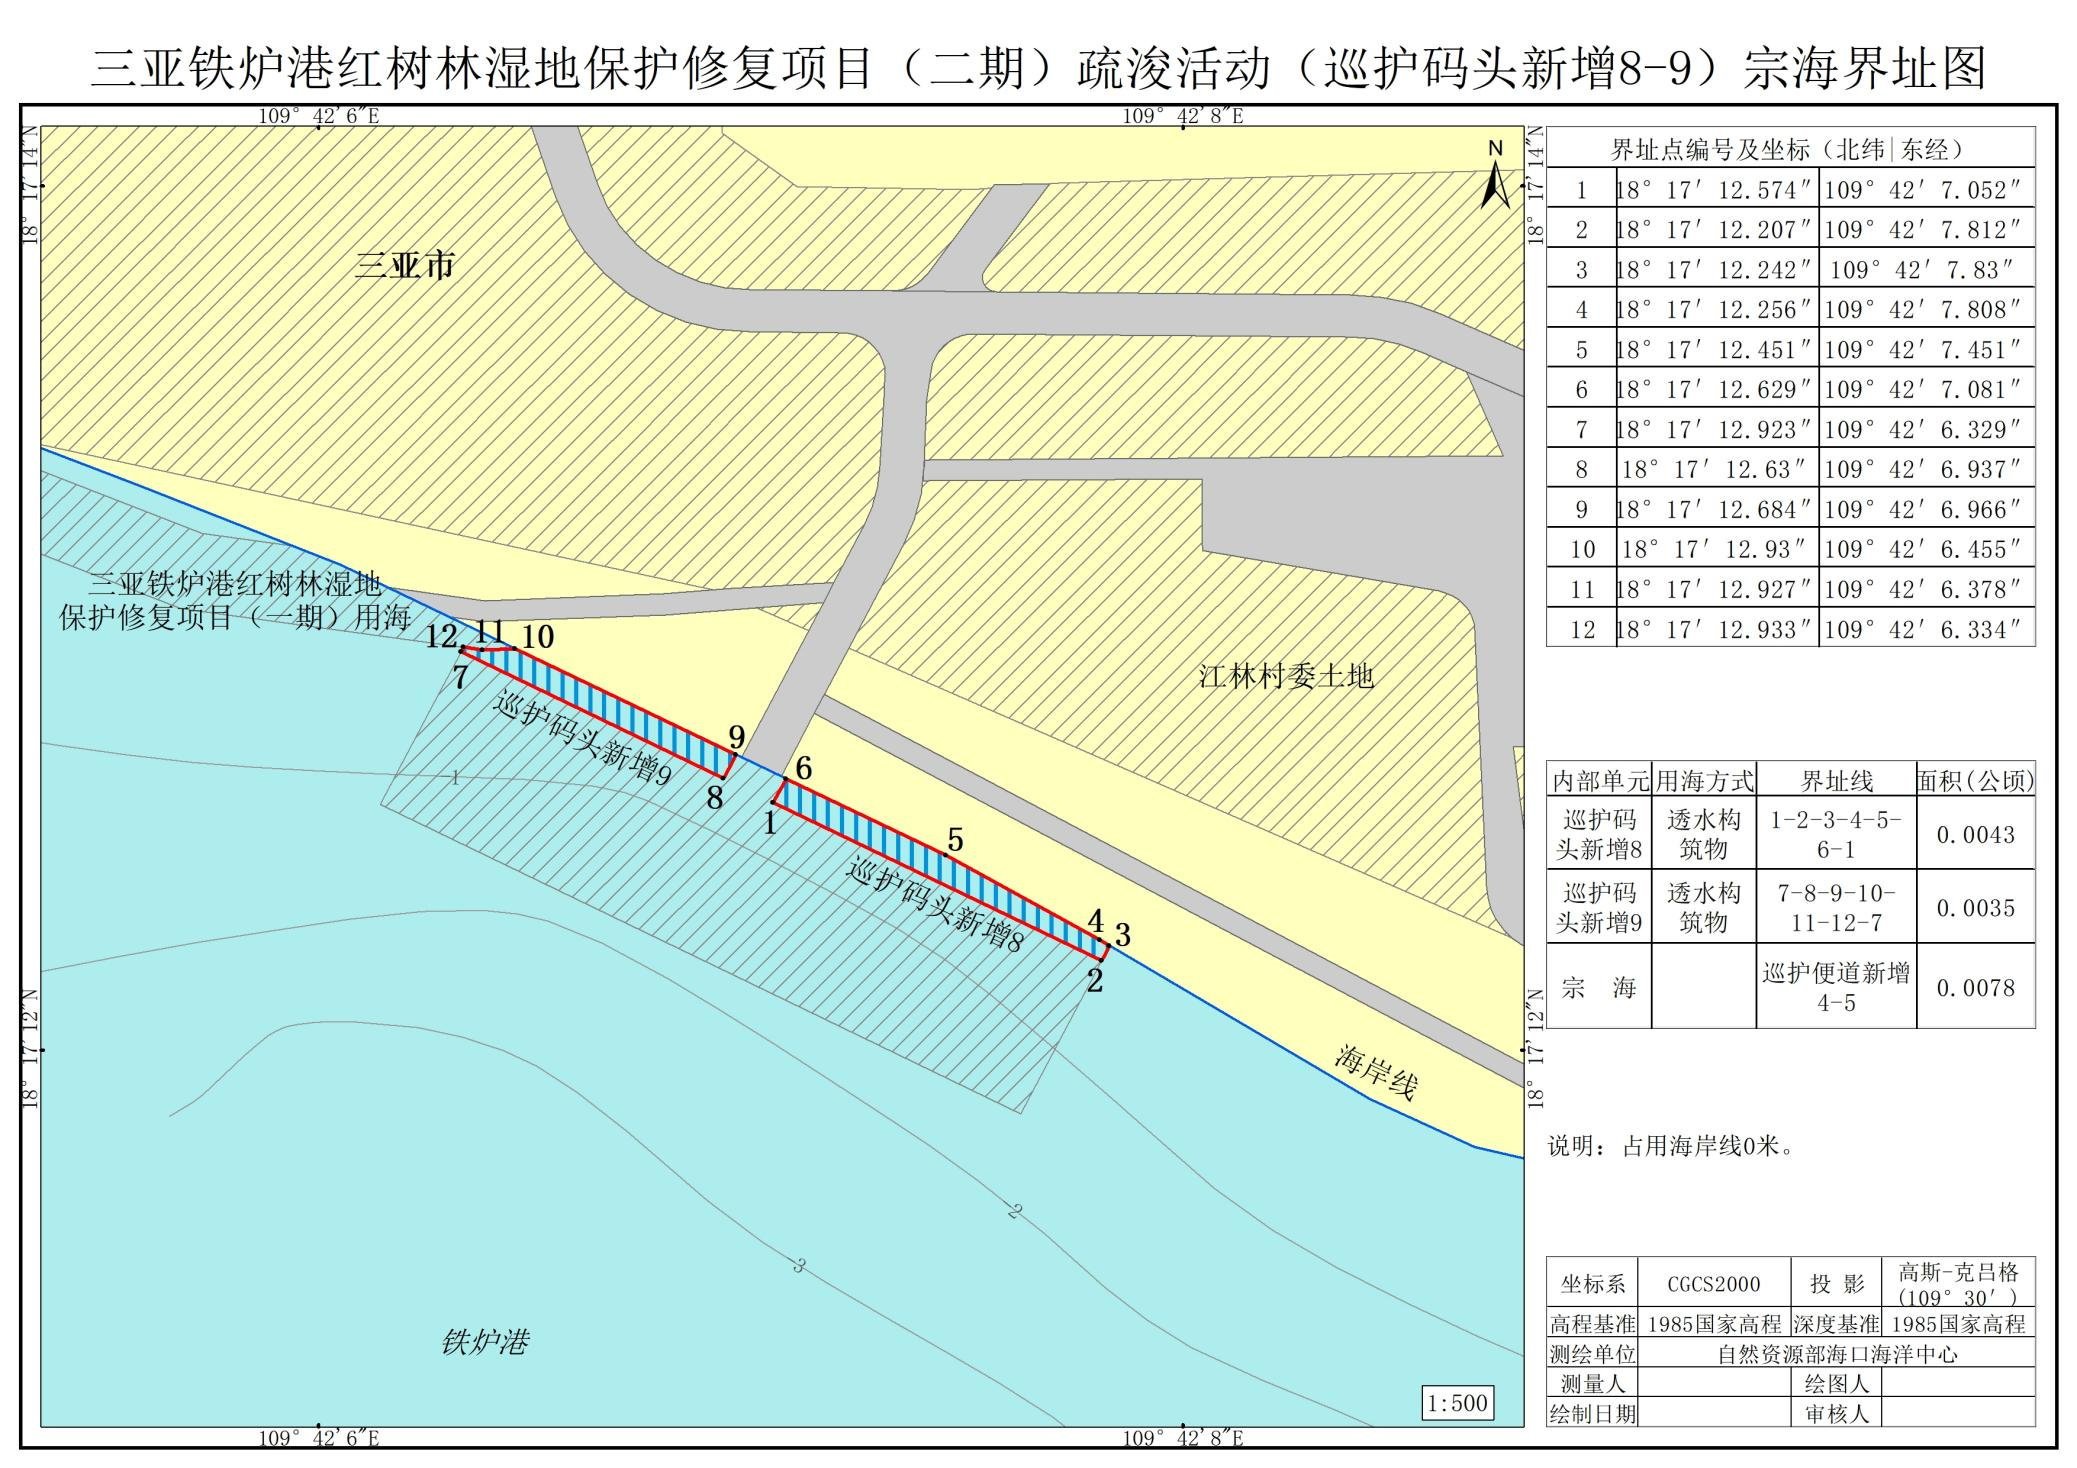 三亚铁炉港红树林湿地保护修复项目（二期）疏浚活动（巡护码头新增8-9）宗海界址图
109° 42′6″E
109° 42′8″E
18° 17′14″N
18° 17′14″N
N
三亚市
三亚铁炉港红树林湿地
保护修复项目（一期）用海
12
11
10
7
巡护码头新增9
9
8
6
1
5
巡护码头新增8
4
3
2
江林村委土地
海岸线
1
2
3
铁炉港
1:500
18° 17′12″N
18° 17′12″N
109° 42′6″E
109° 42′8″E
界址点编号及坐标（北纬|东经）
1 18° 17′ 12.574″ 109° 42′ 7.052″
2 18° 17′ 12.207″ 109° 42′ 7.812″
3 18° 17′ 12.242″ 109° 42′ 7.83″
4 18° 17′ 12.256″ 109° 42′ 7.808″
5 18° 17′ 12.451″ 109° 42′ 7.451″
6 18° 17′ 12.629″ 109° 42′ 7.081″
7 18° 17′ 12.923″ 109° 42′ 6.329″
8 18° 17′ 12.63″ 109° 42′ 6.937″
9 18° 17′ 12.684″ 109° 42′ 6.966″
10 18° 17′ 12.93″ 109° 42′ 6.455″
11 18° 17′ 12.927″ 109° 42′ 6.378″
12 18° 17′ 12.933″ 109° 42′ 6.334″
内部单元 用海方式 界址线 面积(公顷)
巡护码 透水构 1-2-3-4-5-
头新增8 筑物 6-1 0.0043
巡护码 透水构 7-8-9-10-
头新增9 筑物 11-12-7 0.0035
宗 海 巡护便道新增 0.0078
4-5
说明：占用海岸线0米。
坐标系 CGCS2000 投 影 高斯-克吕格
(109° 30′)
高程基准 1985国家高程 深度基准 1985国家高程
测绘单位 自然资源部海口海洋中心
测量人 绘图人
绘制日期 审核人